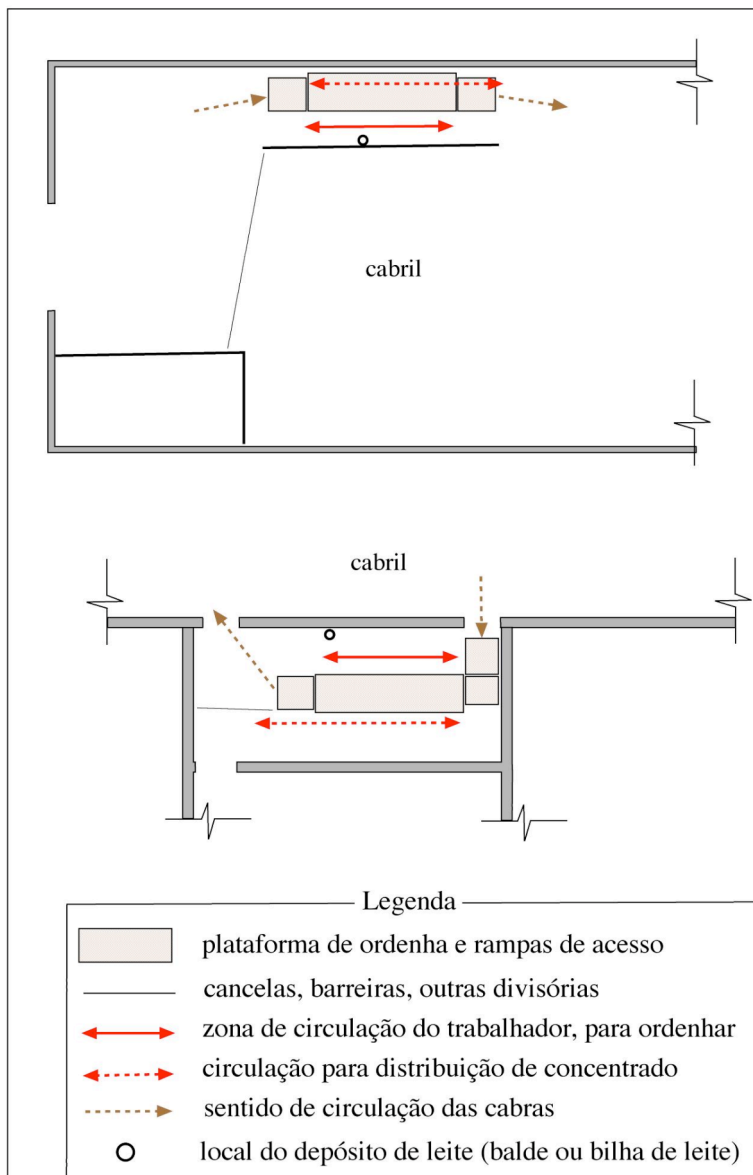 cabril
cabril
Legenda
plataforma de ordenha e rampas de acesso
cancelas, barreiras, outras divisórias
zona de circulação do trabalhador, para ordenhar
circulação para distribuição de concentrado
sentido de circulação das cabras
local do depósito de leite (balde ou bilha de leite)